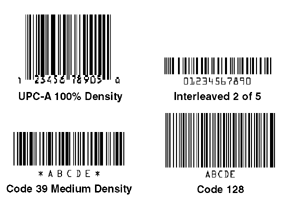 1 23456 78905 0
UPC-A 100% Density
01234567890
Interleaved 2 of 5
*ABCDE*
Code 39 Medium Density
ABCDE
Code 128